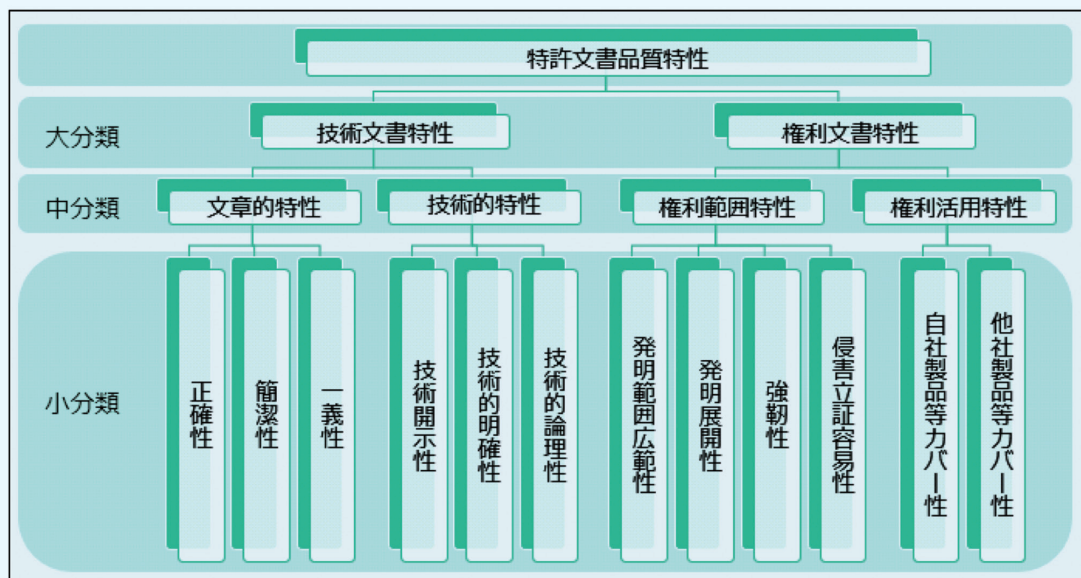 特許文書品質特性
大分類
技術文書特性
権利文書特性
中分類
文章的特性
技術的特性
権利範囲特性
権利活用特性
小分類
正確性
簡潔性
一義性
技術開示性
技術的明確性
技術的論理性
発明範囲広範性
発明展開性
強靭性
侵害立証容易性
自社製品等カバー性
他社製品等カバー性